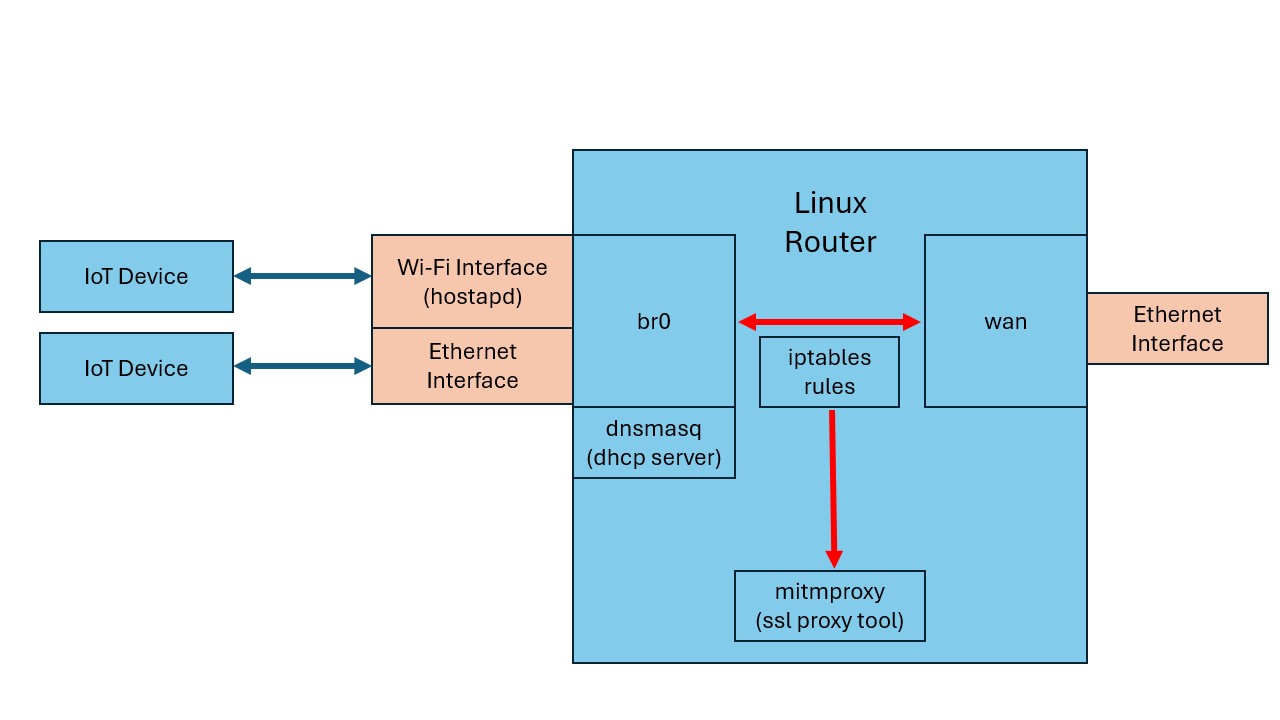 Linux
Router
IoT Device
Wi-Fi Interface
(hostapd)
br0
wan
Ethernet
Interface
IoT Device
Ethernet
Interface
iptables
rules
dnsmasq
(dhcp server)
mitmproxy
(ssl proxy tool)